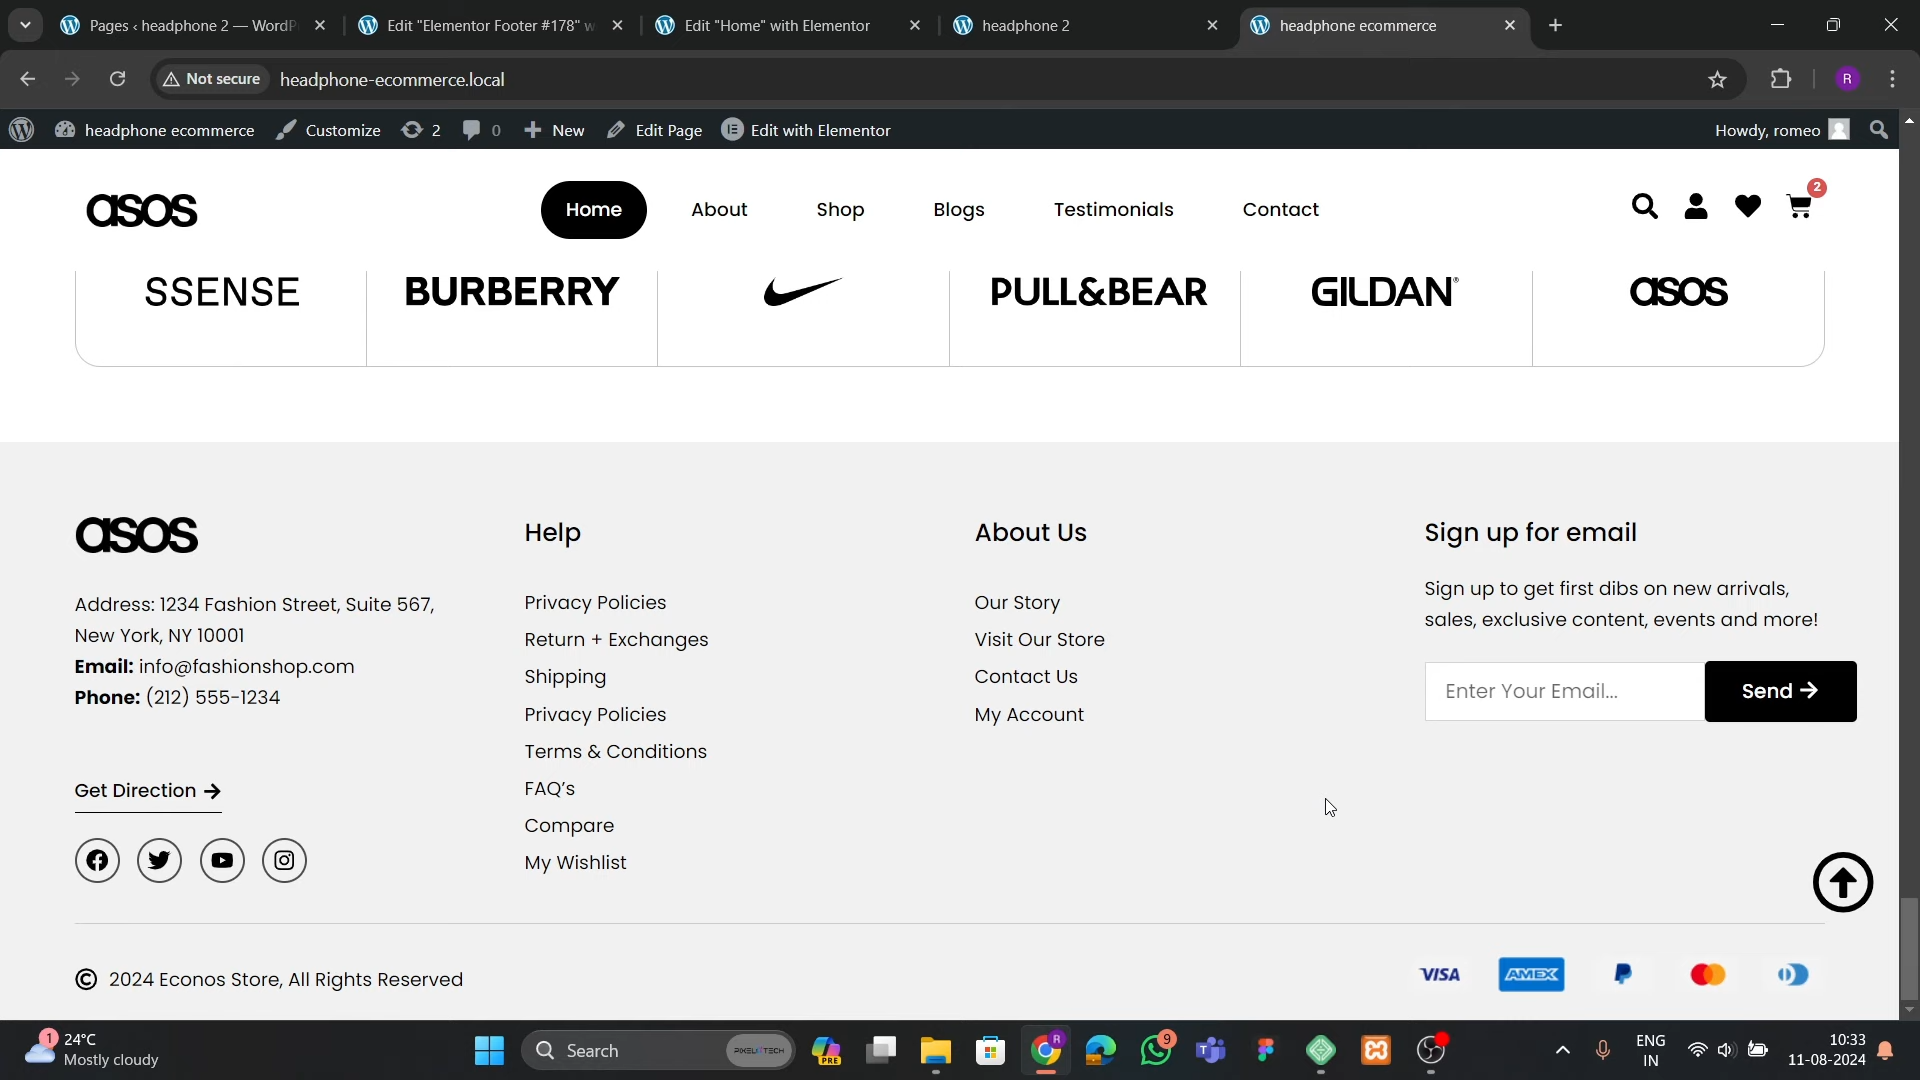 Pages ‹ headphone 2 — WordP
Edit "Elementor Footer #178" w
Edit "Home" with Elementor
headphone 2
headphone ecommerce
Not secure
headphone-ecommerce.local
R
headphone ecommerce
Customize
2
0
New
Edit Page
Edit with Elementor
Howdy, romeo
asos
Home
About
Shop
Blogs
Testimonials
Contact
2
SSENSE
BURBERRY
PULL&BEAR
GILDAN®
asos
asos
Address: 1234 Fashion Street, Suite 567,
New York, NY 10001
Email: info@fashionshop.com
Phone: (212) 555-1234
Get Direction →
Help
Privacy Policies
Return + Exchanges
Shipping
Privacy Policies
Terms & Conditions
FAQ’s
Compare
My Wishlist
About Us
Our Story
Visit Our Store
Contact Us
My Account
Sign up for email
Sign up to get first dibs on new arrivals,
sales, exclusive content, events and more!
Enter Your Email...
Send →
© 2024 Econos Store, All Rights Reserved
VISA
AMEX
1
24°C
Mostly cloudy
Search
PRE
R
9
ENG
IN
10:33
11-08-2024